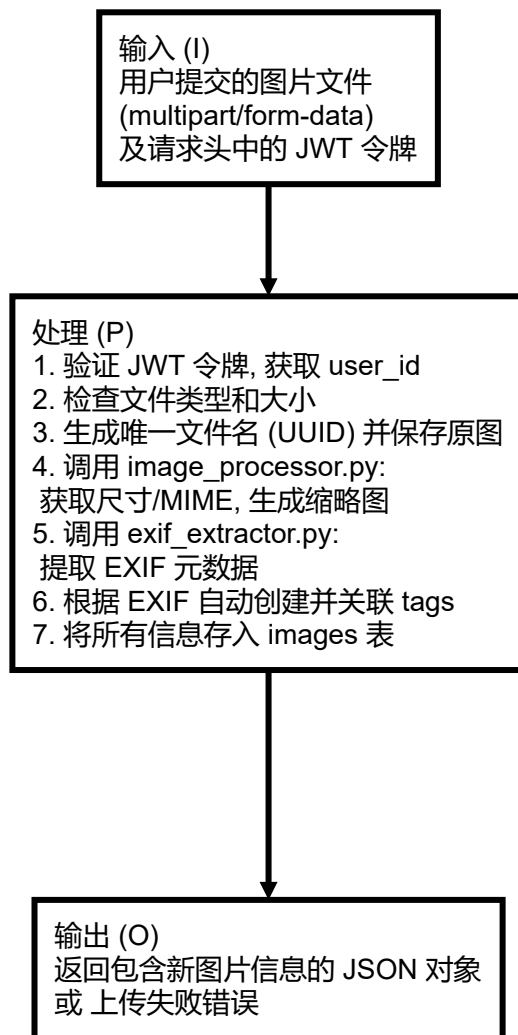 输入 (I)
用户提交的图片文件
(multipart/form-data)
及请求头中的 JWT 令牌
处理 (P)
1. 验证 JWT 令牌, 获取 user_id
2. 检查文件类型和大小
3. 生成唯一文件名 (UUID) 并保存原图
4. 调用 image_processor.py:
获取尺寸/MIME, 生成缩略图
5. 调用 exif_extractor.py:
提取 EXIF 元数据
6. 根据 EXIF 自动创建并关联 tags
7. 将所有信息存入 images 表
输出 (O)
返回包含新图片信息的 JSON 对象
或 上传失败错误